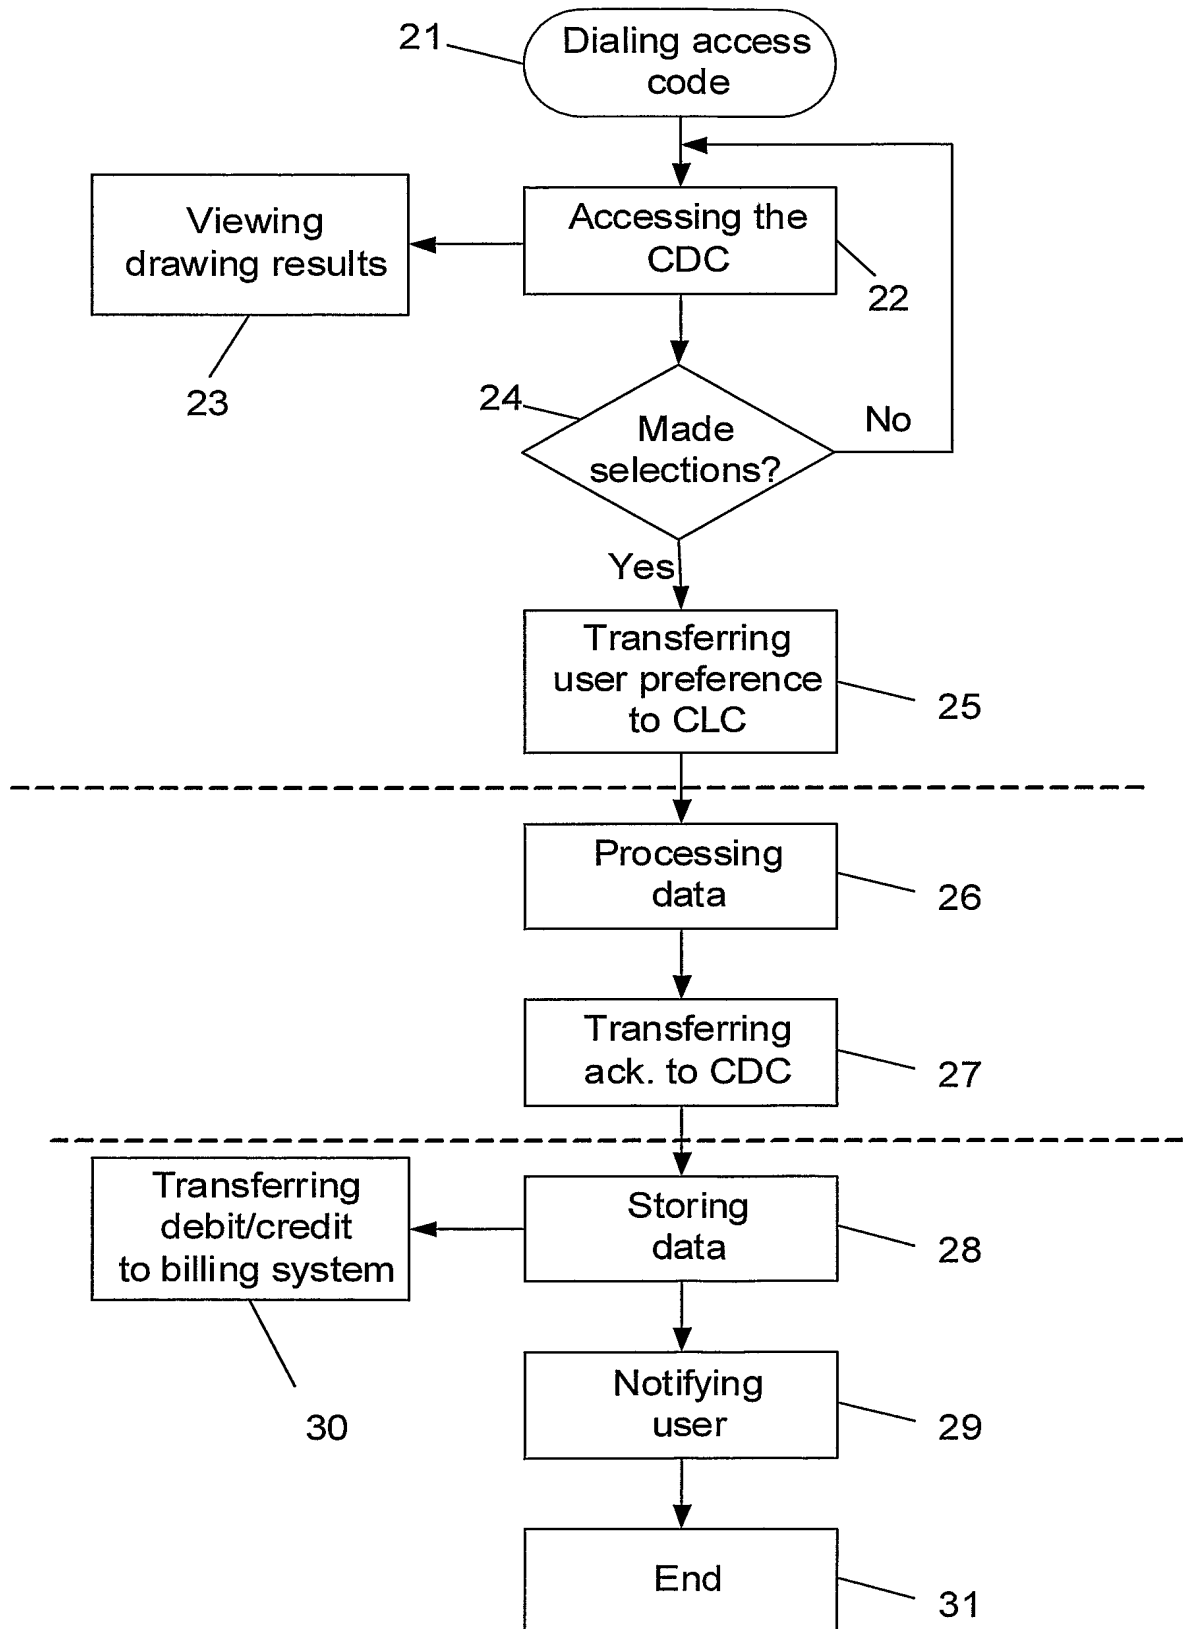 21
Dialing access
code
Viewing
drawing results
23
Accessing the
CDC
22
24
Made
selections?
No
Yes
Transferring
user preference
to CLC
25
Processing
data
26
Transferring
ack. to CDC
27
Transferring
debit/credit
to billing system
30
Storing
data
28
Notifying
user
29
End
31